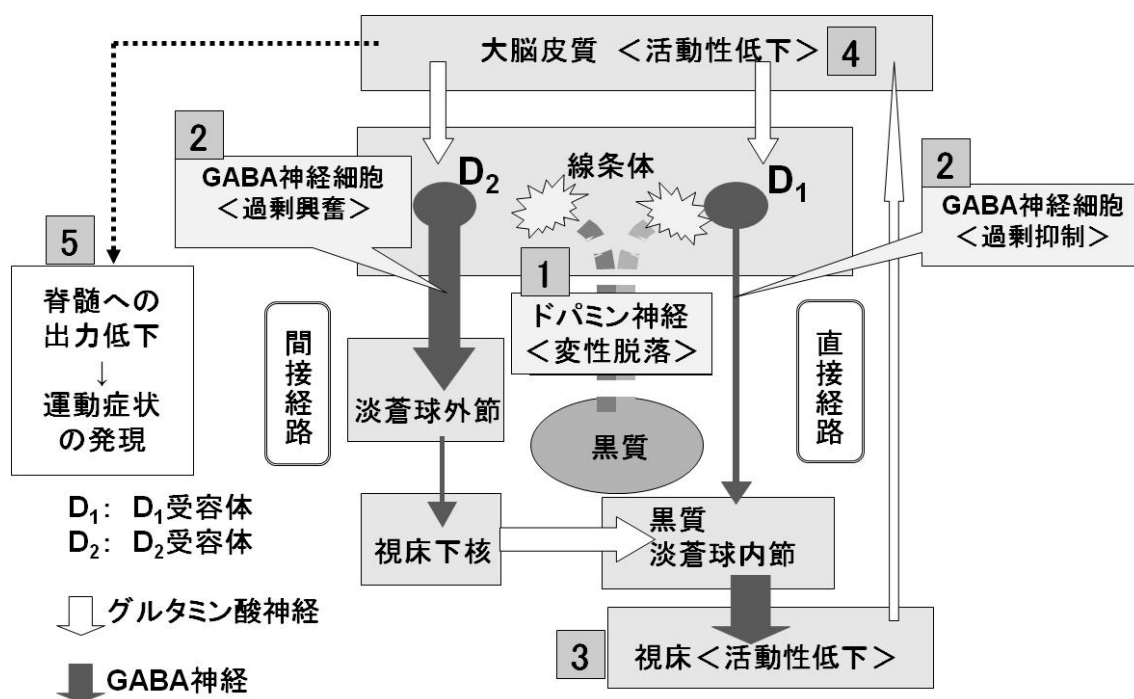 大脳皮質 <活動性低下> 4
2
GABA神経細胞
<過剰興奮>
D2
線条体
D1
2
GABA神経細胞
<過剰抑制>
5
脊髄への
出力低下
↓
運動症状
の発現
1
ドパミン神経
<変性脱落>
間接経路
直接経路
淡蒼球外節
黒質
視床下核
黒質
淡蒼球内節
3
視床<活動性低下>
D1: D1受容体
D2: D2受容体
グルタミン酸神経
GABA神経